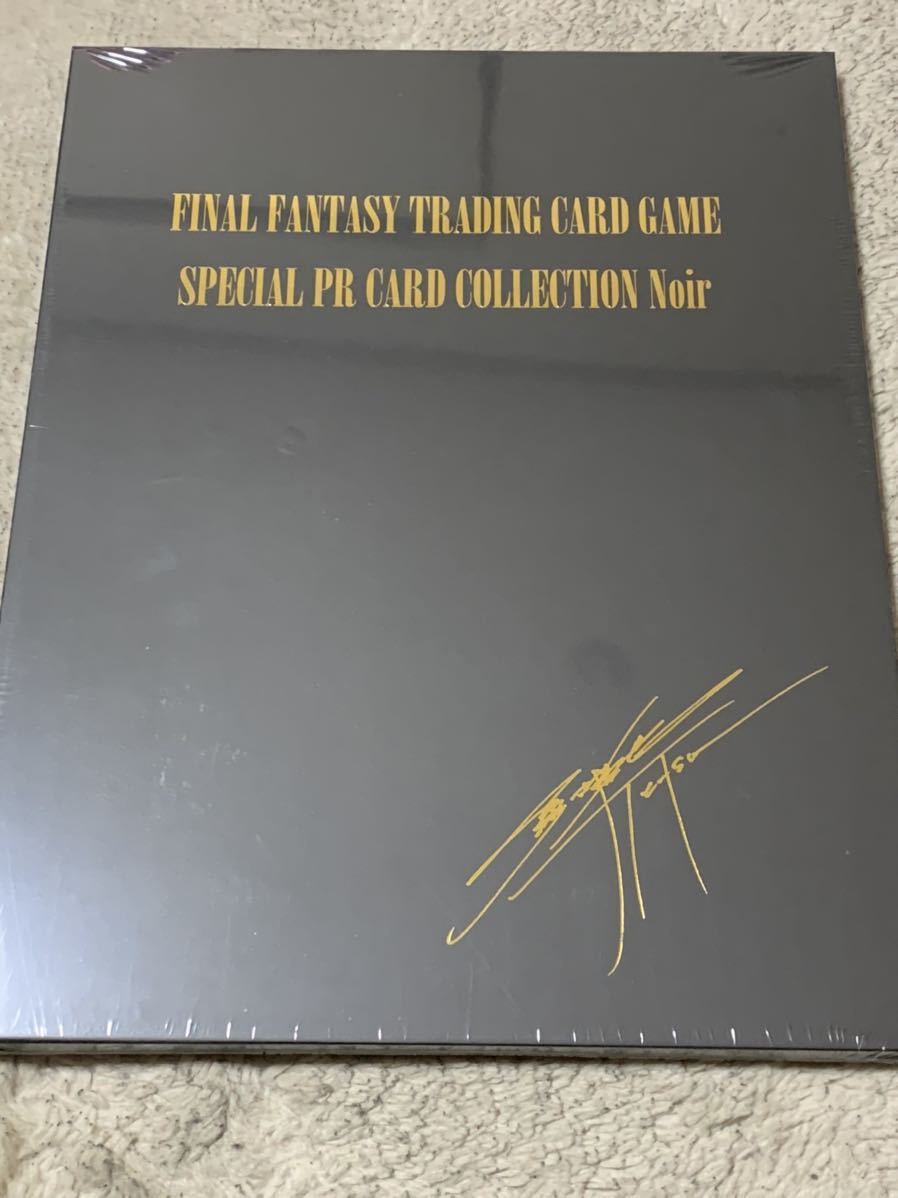 FINAL FANTASY TRADING CARD GAME
SPECIAL PR CARD COLLECTION Noir